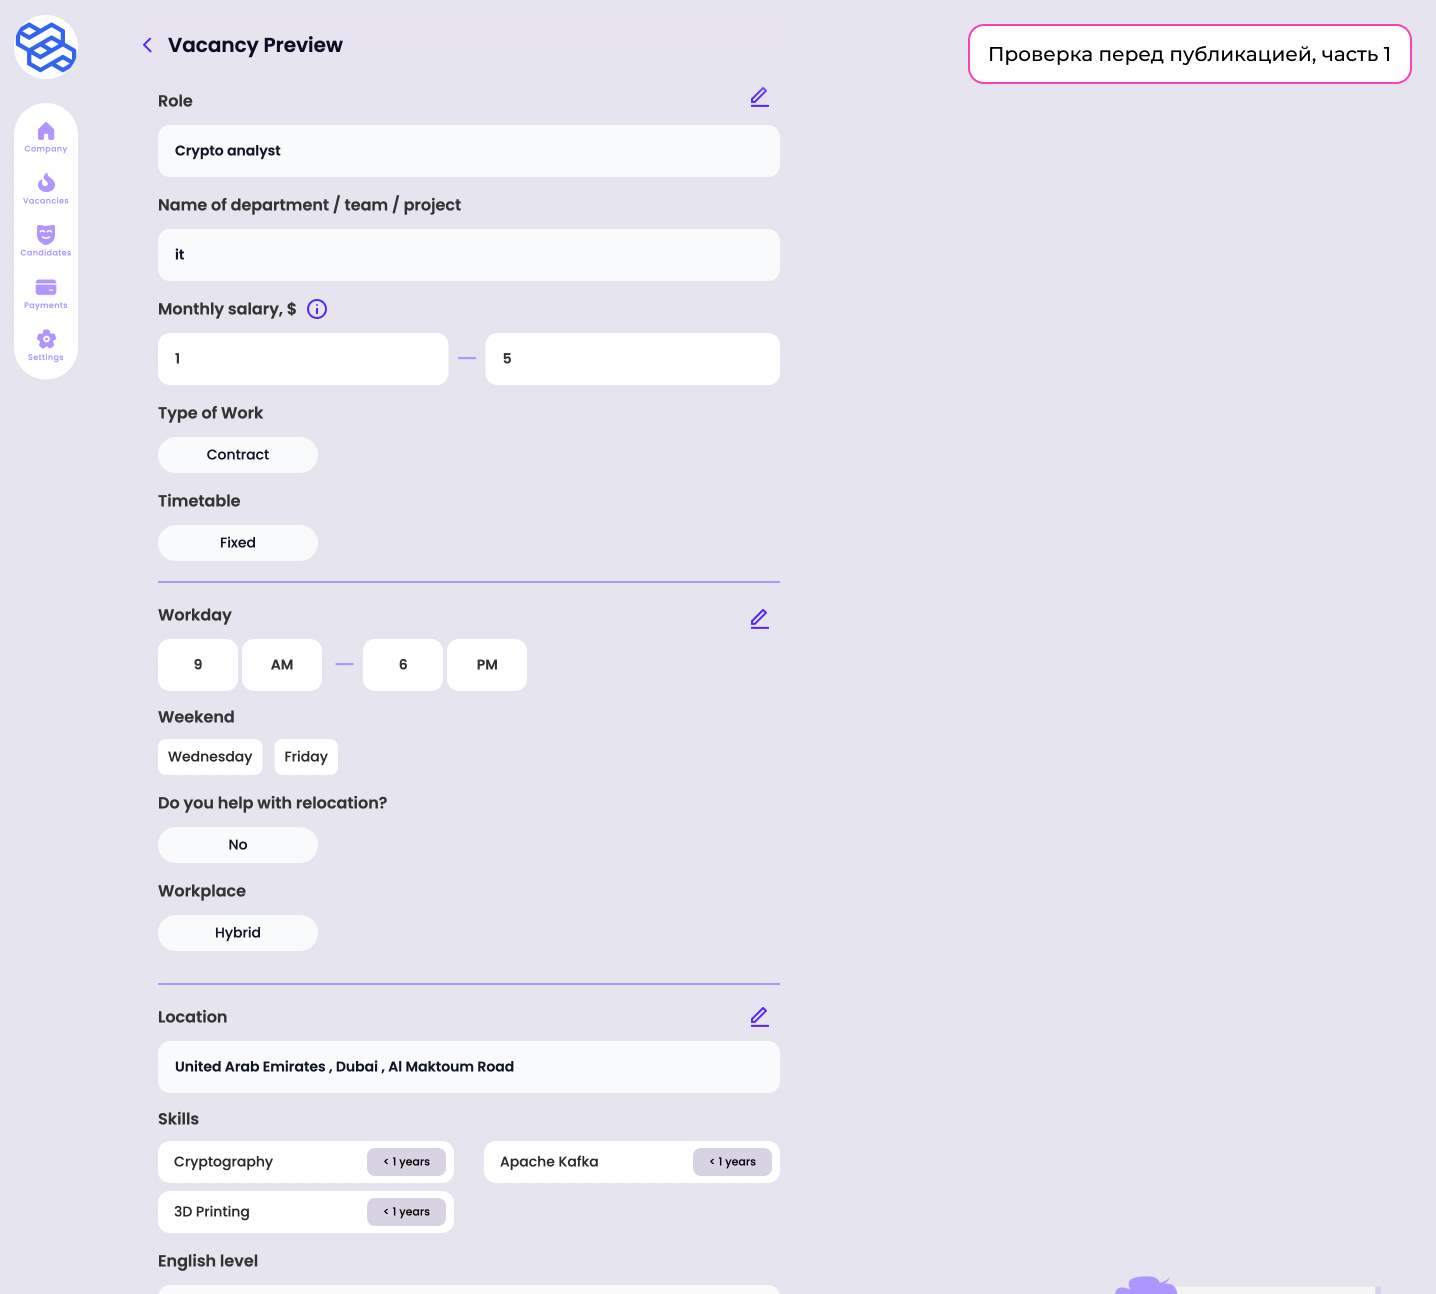 Vacancy Preview
Проверка перед публикацией, часть 1
Company
Vacancies
Candidates
Payments
Settings
Role
Crypto analyst
Name of department / team / project
it
Monthly salary, $
1 — 5
Type of Work
Contract
Timetable
Fixed
Workday
9 AM — 6 PM
Weekend
Wednesday Friday
Do you help with relocation?
No
Workplace
Hybrid
Location
United Arab Emirates , Dubai , Al Maktoum Road
Skills
Cryptography < 1 years Apache Kafka < 1 years
3D Printing < 1 years
English level